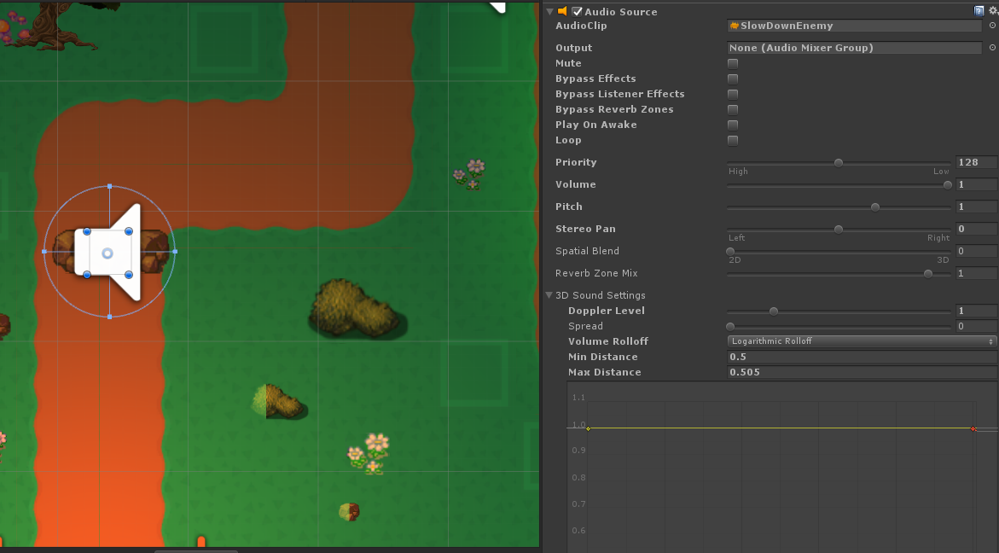 Audio Source
AudioClip SlowDownEnemy
Output None (Audio Mixer Group)
Mute
Bypass Effects
Bypass Listener Effects
Bypass Reverb Zones
Play On Awake
Loop
Priority 128
High Low
Volume 1
Pitch 1
Stereo Pan 0
Left Right
Spatial Blend 0
2D 3D
Reverb Zone Mix 1
3D Sound Settings
Doppler Level 1
Spread 0
Volume Rolloff Logarithmic Rolloff
Min Distance 0.5
Max Distance 0.505
1.1
1.0
0.9
0.8
0.7
0.6